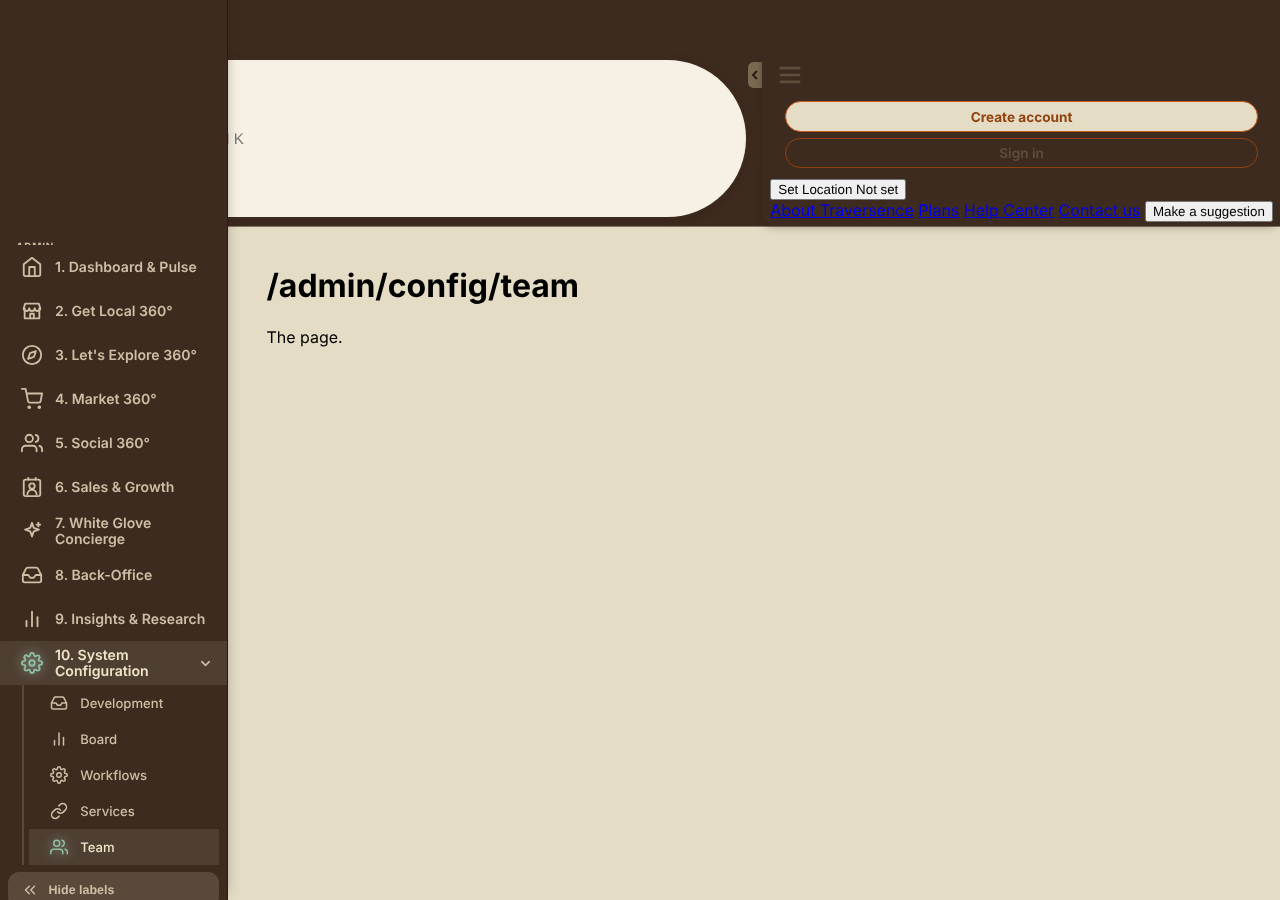 K
Create account
Sign in
Set Location Not set
About Traversence Plans Help Center Contact us Make a suggestion
ADMIN
1. Dashboard & Pulse
2. Get Local 360°
3. Let's Explore 360°
4. Market 360°
5. Social 360°
6. Sales & Growth
7. White Glove
Concierge
8. Back-Office
9. Insights & Research
10. System
Configuration
Development
Board
Workflows
Services
Team
Hide labels
/admin/config/team
The page.